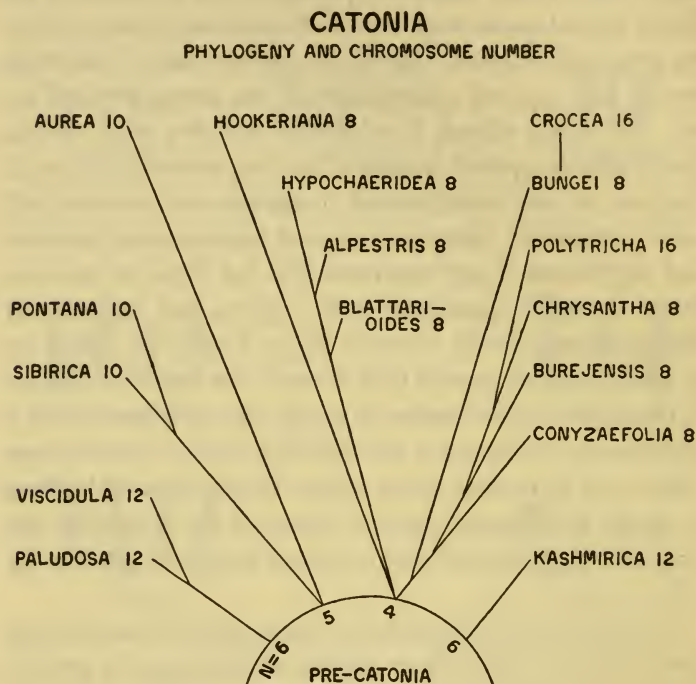 CATONIA
PHYLOGENY AND CHROMOSOME NUMBER
AUREA 10
HOOKERIANA 8
CROCEA 16
HYPOCHAERIDEA 8
BUNGEI 8
ALPESTRIS 8
POLYTRICHA 16
PONTANA 10
BLATTARI–
OIDES 8
CHRYSANTHA 8
SIBIRICA 10
BUREJENSIS 8
CONYZAEFOLIA 8
VISCIDULA 12
PALUDOSA 12
KASHMIRICA 12
N=6
5
4
6
PRE-CATONIA